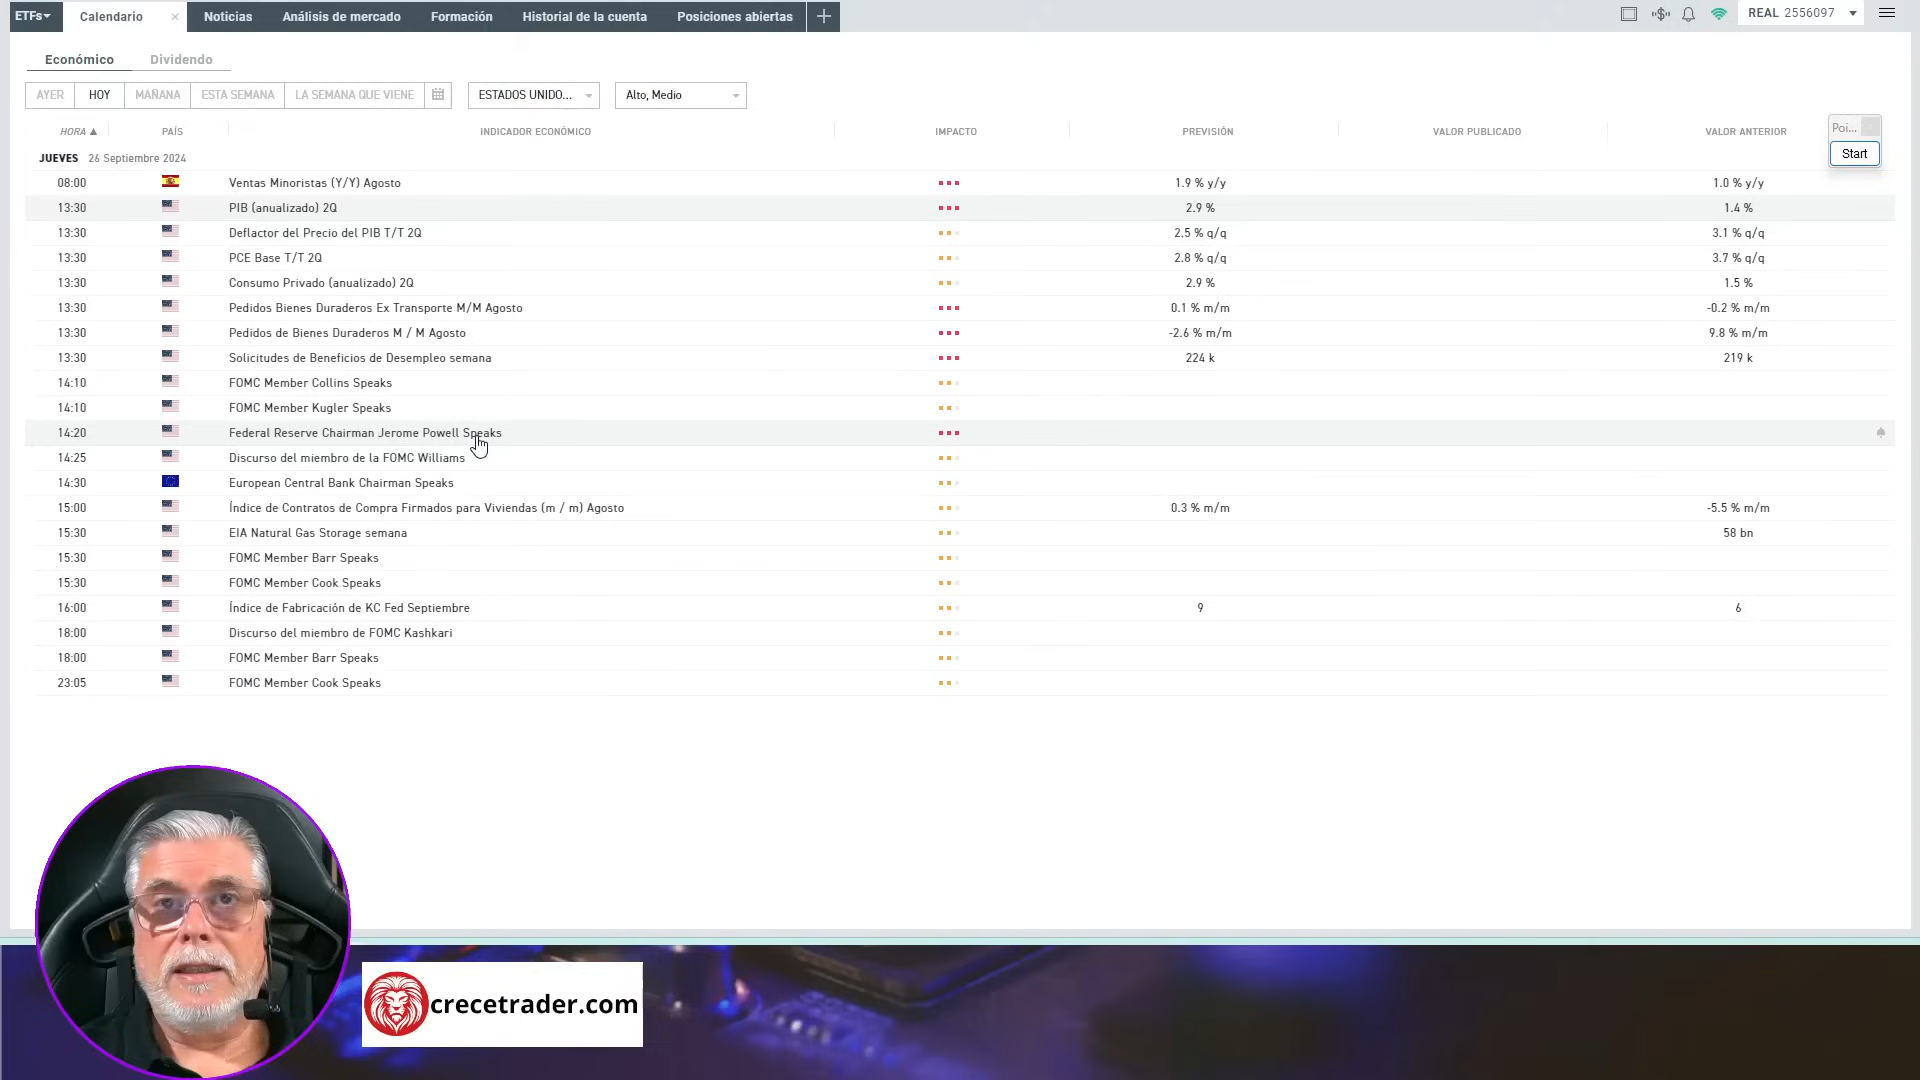 ETFs Calendario × Noticias Análisis de mercado Formación Historial de la cuenta Posiciones abiertas + REAL 2556097
Económico Dividendo
AYER HOY MAÑANA ESTA SEMANA LA SEMANA QUE VIENE ESTADOS UNIDO... Alto, Medio
HORA ▲ PAÍS INDICADOR ECONÓMICO IMPACTO PREVISIÓN VALOR PUBLICADO VALOR ANTERIOR Poi...
Start
JUEVES 26 Septiembre 2024
08:00 Ventas Minoristas (Y/Y) Agosto 1.9 % y/y 1.0 % y/y
13:30 PIB (anualizado) 2Q 2.9 % 1.4 %
13:30 Deflactor del Precio del PIB T/T 2Q 2.5 % q/q 3.1 % q/q
13:30 PCE Base T/T 2Q 2.8 % q/q 3.7 % q/q
13:30 Consumo Privado (anualizado) 2Q 2.9 % 1.5 %
13:30 Pedidos Bienes Duraderos Ex Transporte M/M Agosto 0.1 % m/m -0.2 % m/m
13:30 Pedidos de Bienes Duraderos M / M Agosto -2.6 % m/m 9.8 % m/m
13:30 Solicitudes de Beneficios de Desempleo semana 224 k 219 k
14:10 FOMC Member Collins Speaks
14:10 FOMC Member Kugler Speaks
14:20 Federal Reserve Chairman Jerome Powell Speaks
14:25 Discurso del miembro de la FOMC Williams
14:30 European Central Bank Chairman Speaks
15:00 Índice de Contratos de Compra Firmados para Viviendas (m / m) Agosto 0.3 % m/m -5.5 % m/m
15:30 EIA Natural Gas Storage semana 58 bn
15:30 FOMC Member Barr Speaks
15:30 FOMC Member Cook Speaks
16:00 Índice de Fabricación de KC Fed Septiembre 9 6
18:00 Discurso del miembro de FOMC Kashkari
18:00 FOMC Member Barr Speaks
23:05 FOMC Member Cook Speaks
crecetrader.com